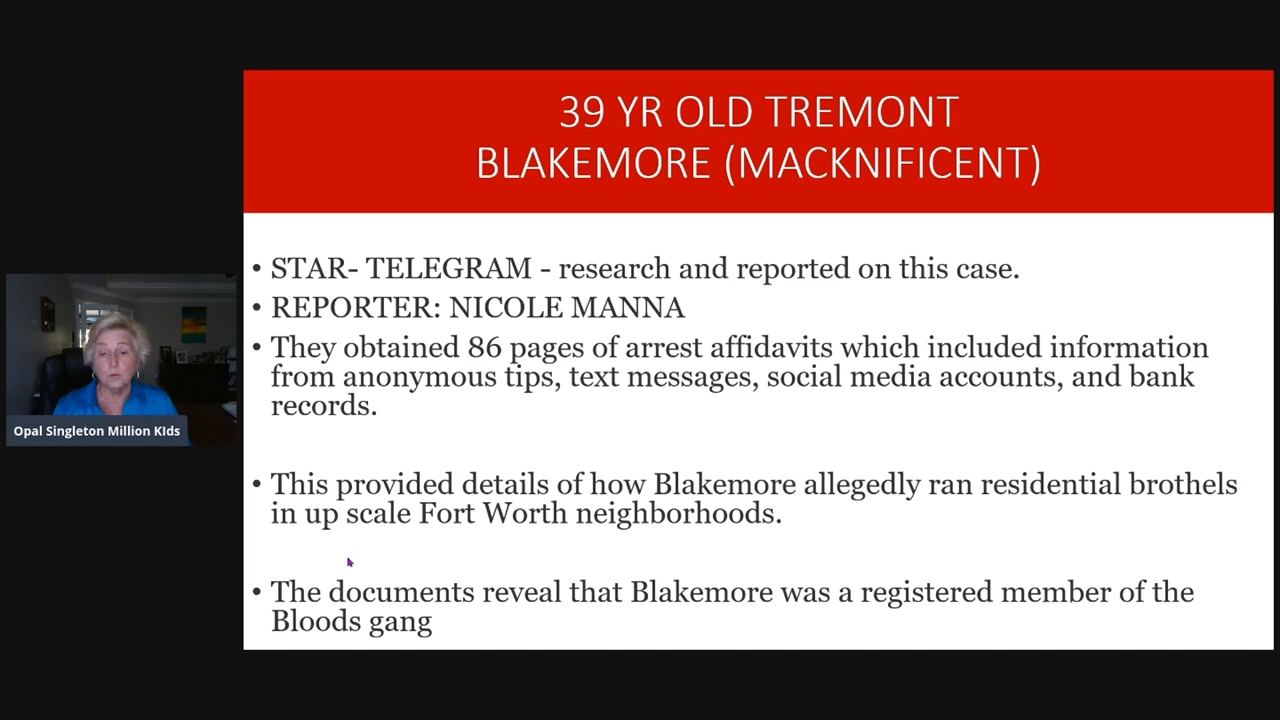 39 YR OLD TREMONT
BLAKEMORE (MACKNIFICENT)
• STAR- TELEGRAM - research and reported on this case.
• REPORTER: NICOLE MANNA
• They obtained 86 pages of arrest affidavits which included information
from anonymous tips, text messages, social media accounts, and bank
records.
• This provided details of how Blakemore allegedly ran residential brothels
in up scale Fort Worth neighborhoods.
• The documents reveal that Blakemore was a registered member of the
Bloods gang
Opal Singleton Million KIds